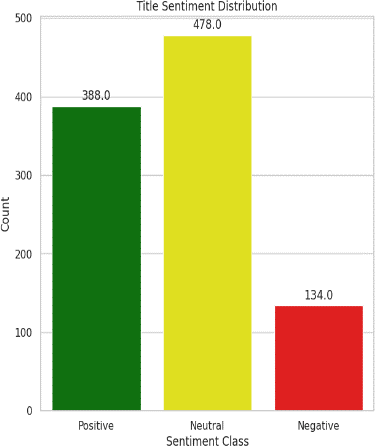 Title Sentiment Distribution
500
478.0
400
388.0
300
200
134.0
100
0
Count
Positive
Neutral
Negative
Sentiment Class